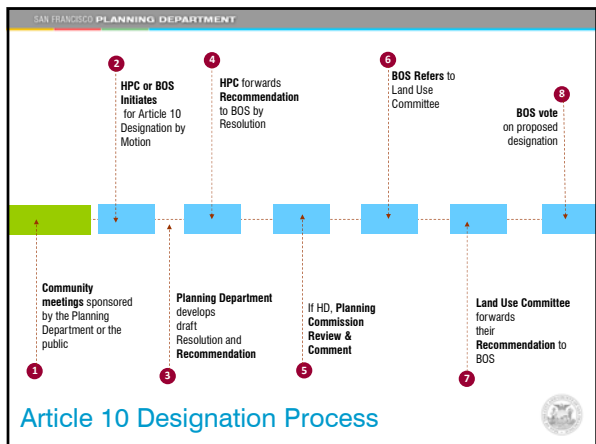 SAN FRANCISCO PLANNING DEPARTMENT
2
HPC or BOS
Initiates
for Article 10
Designation by
Motion
4
HPC forwards
Recommendation
to BOS by
Resolution
6
BOS Refers to
Land Use
Committee
8
BOS vote
on proposed
designation
Community
meetings sponsored
by the Planning
Department or the
public
1
Planning Department
develops
draft
Resolution and
Recommendation
3
If HD, Planning
Commission
Review &
Comment
5
Land Use Committee
forwards
their
Recommendation to
BOS
7
Article 10 Designation Process